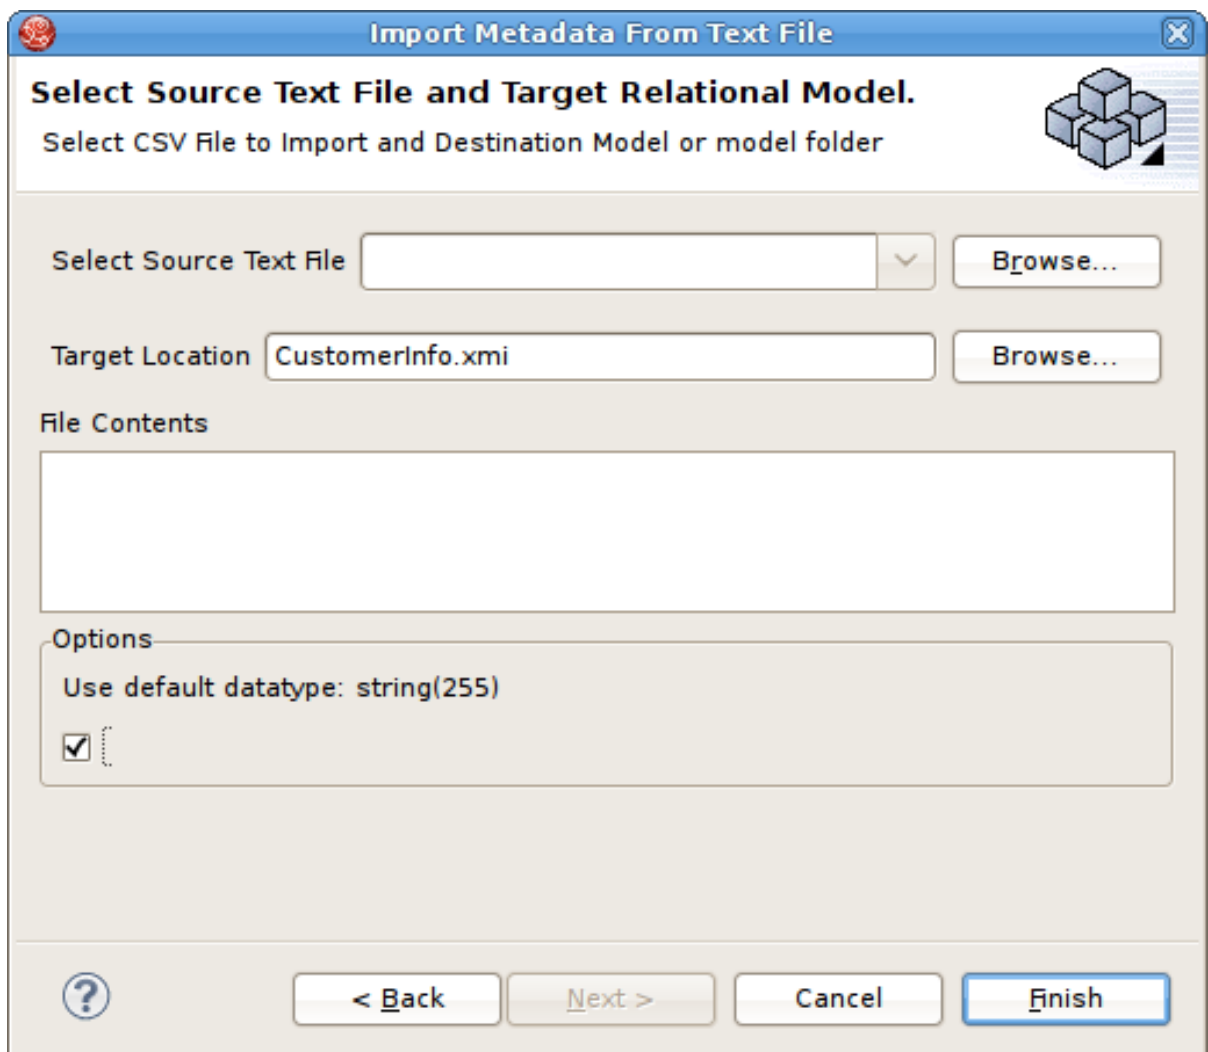 Import Metadata From Text File
Select Source Text File and Target Relational Model.
Select CSV File to Import and Destination Model or model folder
Select Source Text File
Browse...
Target Location CustomerInfo.xmi Browse...
File Contents
Options
Use default datatype: string(255)
< Back Next > Cancel Finish